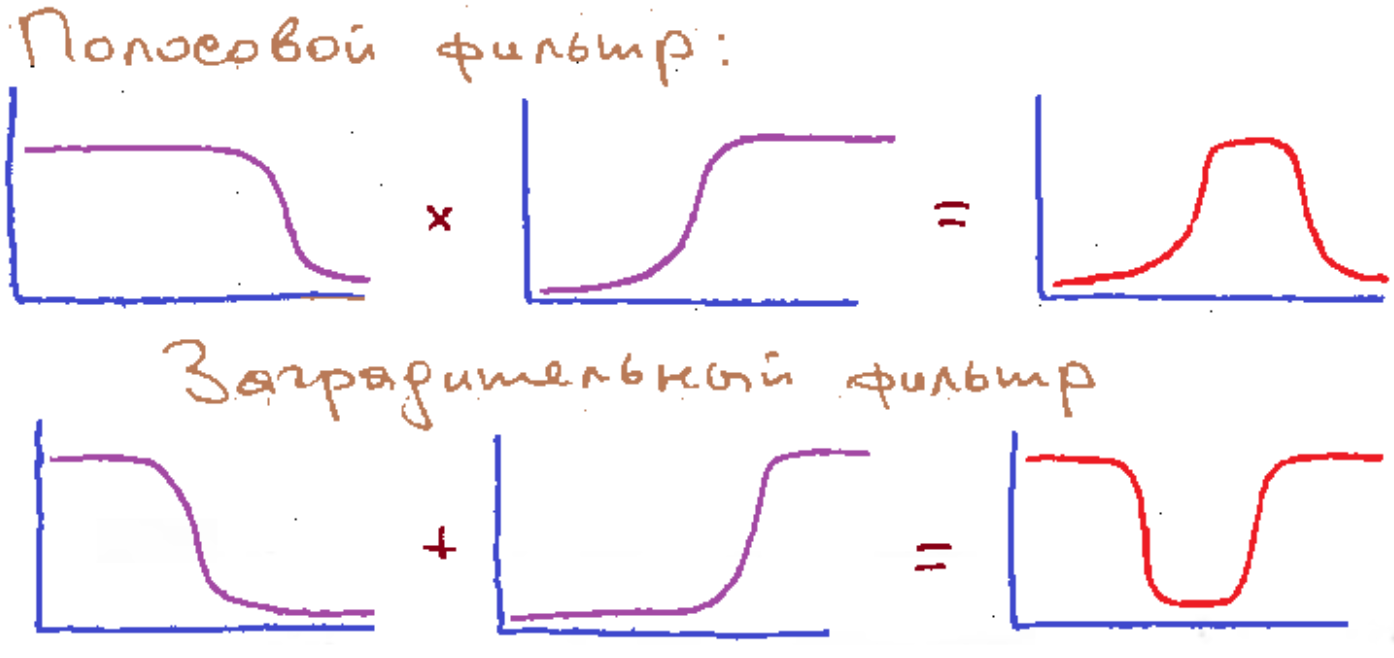 Полосовой фильтр:
× =
Заградительный фильтр
+ =